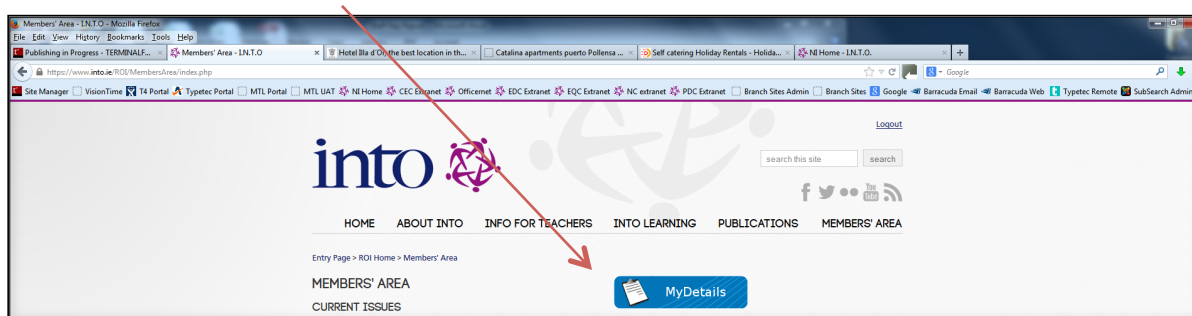 Members' Area - I.N.T.O - Mozilla Firefox
File Edit View History Bookmarks Tools Help
Publishing in Progress - TERMINALF... × Members' Area - I.N.T.O × Hotel Illa d'Or, the best location in th... × Catalina apartments puerto Pollensa ... × Self catering Holiday Rentals - Holida... × NI Home - I.N.T.O. × +
https://www.into.ie/ROI/MembersArea/index.php Google
Site Manager VisionTime T4 Portal Typetec Portal MTL Portal MTL UAT NI Home CEC Extranet Officernet EDC Extranet EQC Extranet NC extranet PDC Extranet Branch Sites Admin Branch Sites Google Barracuda Email Barracuda Web Typetec Remote SubSearch Admin
Logout
into
search this site search
f You Tube
HOME ABOUT INTO INFO FOR TEACHERS INTO LEARNING PUBLICATIONS MEMBERS' AREA
Entry Page > ROI Home > Members' Area
MEMBERS' AREA
MyDetails
CURRENT ISSUES